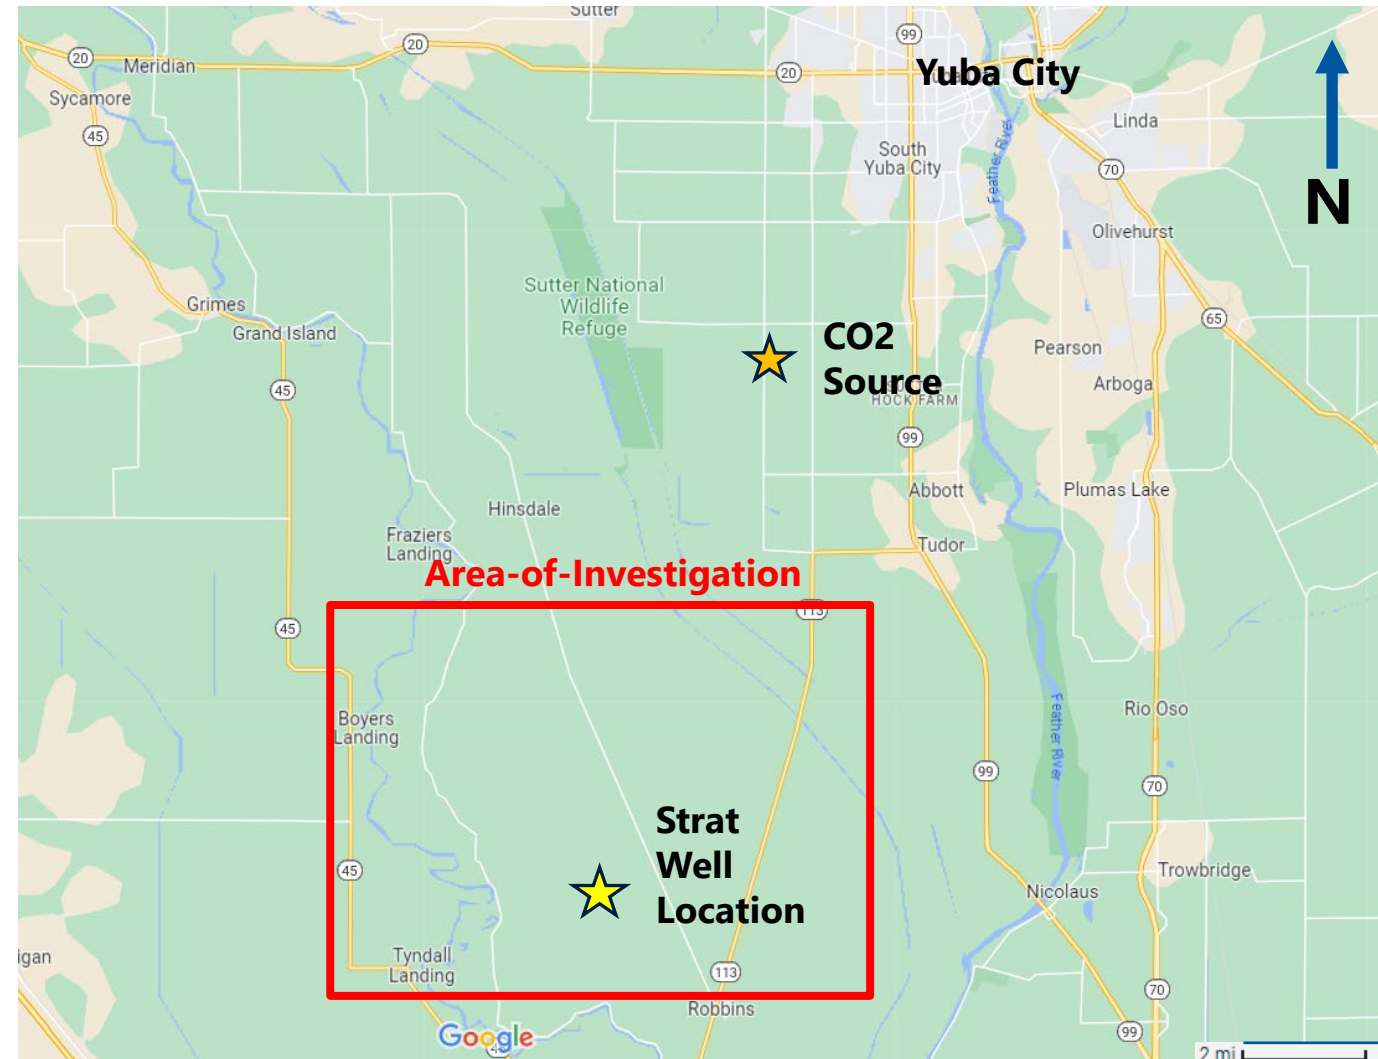 Sutter
99
20
20
Meridian
20
Yuba City
N
Sycamore
45
Linda
South
Yuba City
Feather River
70
Olivehurst
Sutter National
Wildlife
Refuge
Grimes
Grand Island
65
CO2
Source
Pearson
Arboga
45
HOCK FARM
99
Abbott
Plumas Lake
Hinsdale
Fraziers
Landing
Tudor
Area-of-Investigation
113
45
Boyers
Landing
Feather River
Rio Oso
99
70
Strat
Well
Location
45
Trowbridge
Nicolaus
Tyndall
Landing
igan
113
70
Robbins
Google
45
99
2 mi